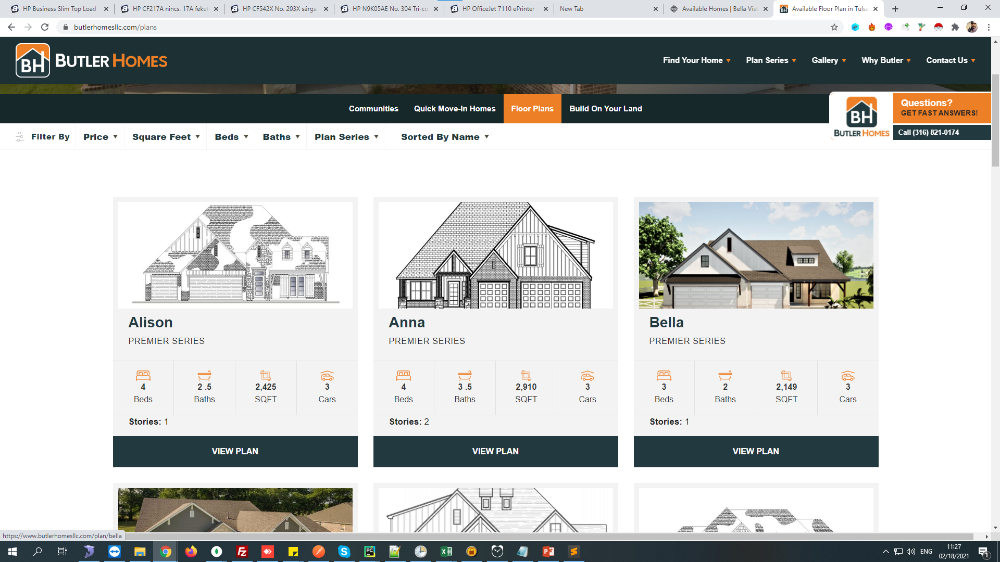 HP Business Slim Top Load
HP CF217A nincs. 17A feket
HP CF542X No. 203X sárga
HP N9K05AE No. 304 Tri-co
HP OfficeJet 7110 ePrinter -
New Tab
Available Homes | Bella Vist
Available Floor Plan in Tulsa
butlerhomesllc.com/plans
BH BUTLER HOMES
Find Your Home
Plan Series
Gallery
Why Butler
Contact Us
Communities
Quick Move-In Homes
Floor Plans
Build On Your Land
BH
BUTLER HOMES
Questions?
GET FAST ANSWERS!
Call (316) 821-0174
Filter By
Price
Square Feet
Beds
Baths
Plan Series
Sorted By Name
Alison
PREMIER SERIES
4
Beds
2 .5
Baths
2,425
SQFT
3
Cars
Stories: 1
VIEW PLAN
Anna
PREMIER SERIES
4
Beds
3 .5
Baths
2,910
SQFT
3
Cars
Stories: 2
VIEW PLAN
Bella
PREMIER SERIES
3
Beds
2
Baths
2,149
SQFT
3
Cars
Stories: 1
VIEW PLAN
https://www.butlerhomesllc.com/plan/bella
ENG
11:27
02/18/2021
1